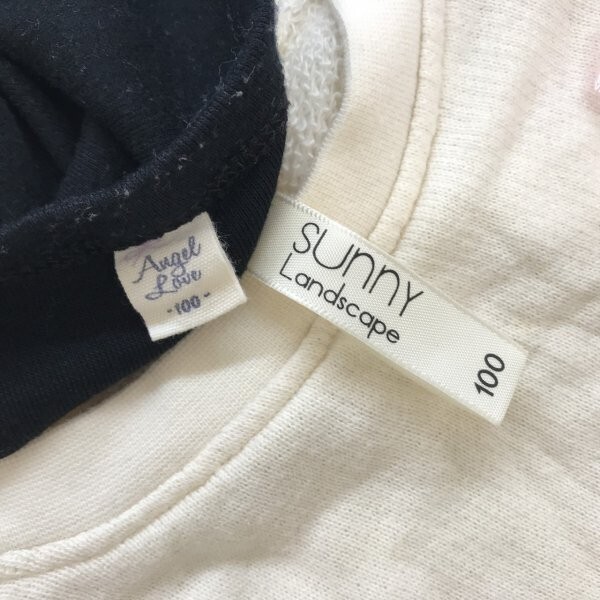 Angel
Love
-100-
SUNNY
Landscape
100